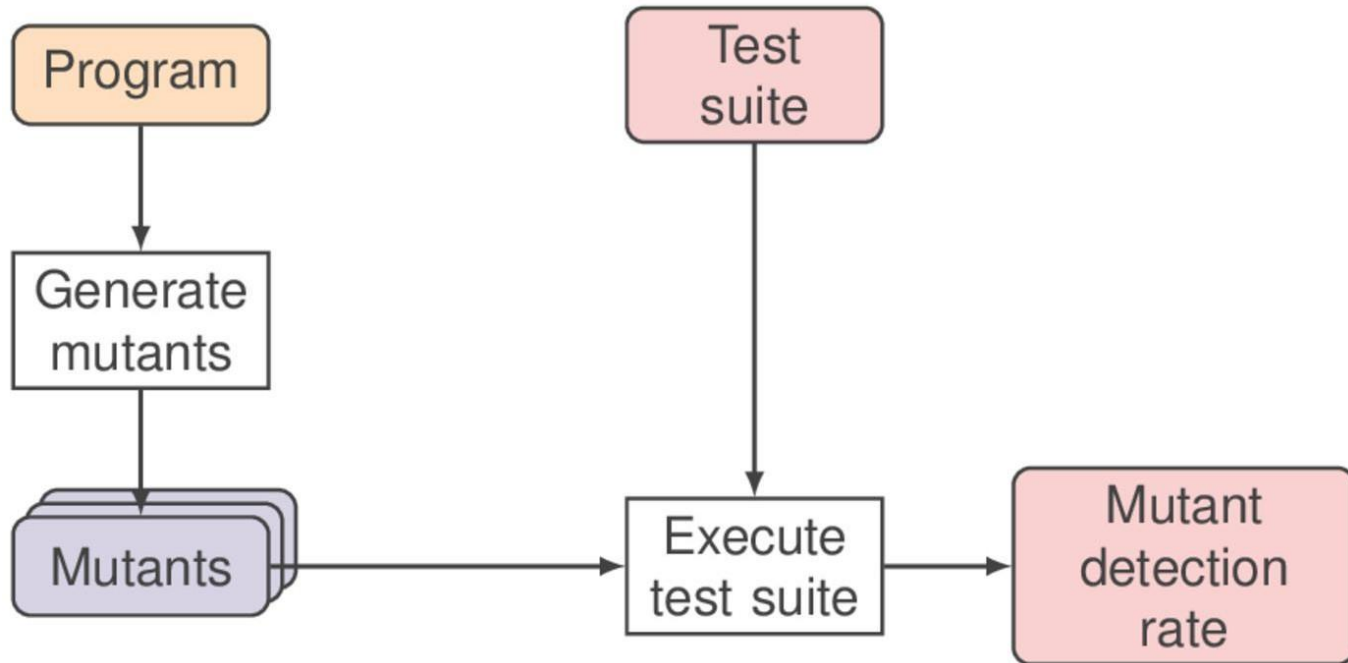 Program
Test
suite
Generate
mutants
Mutants
Execute
test suite
Mutant
detection
rate